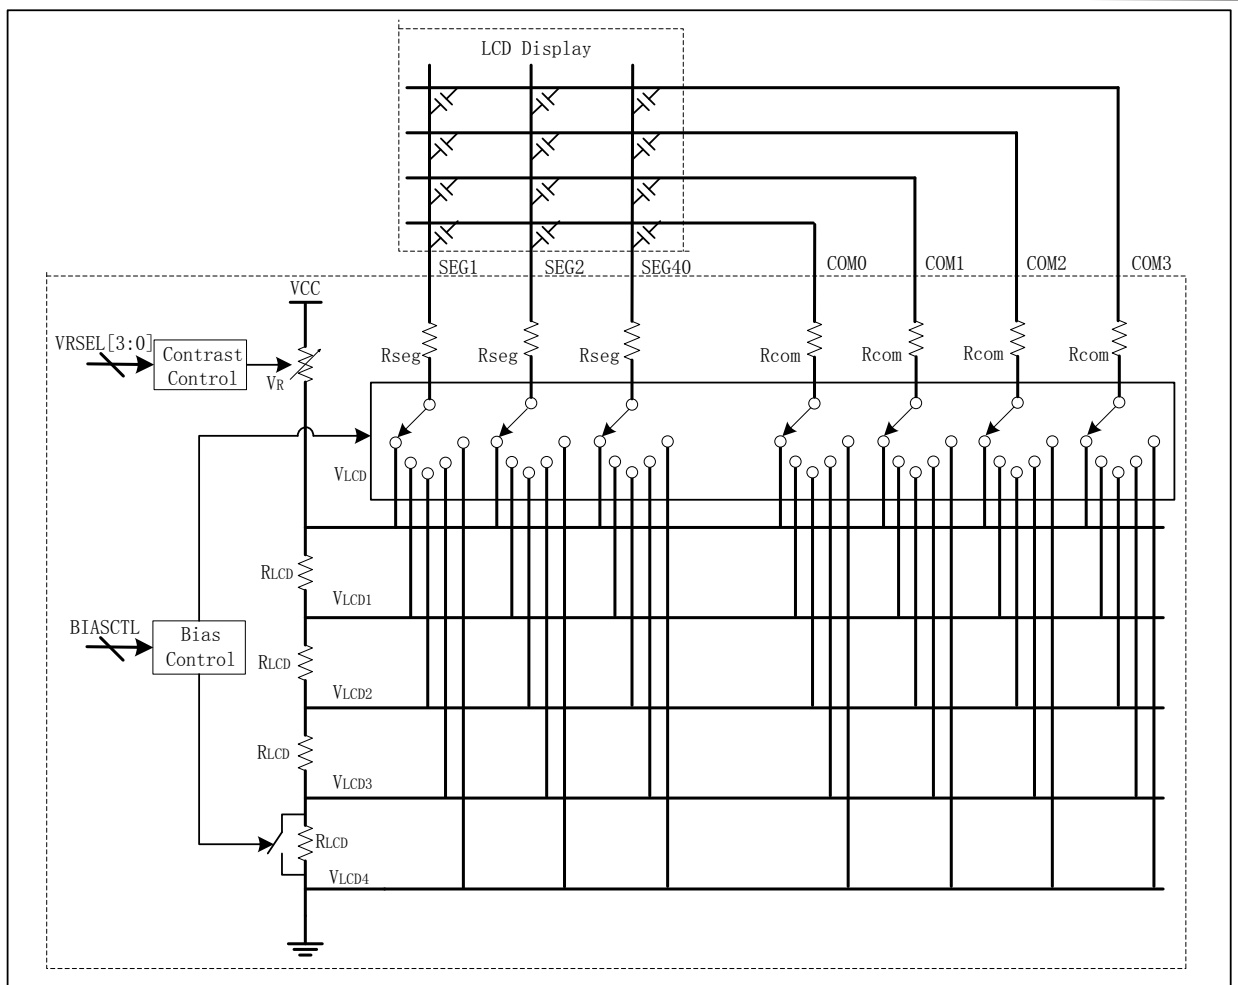 LCD Display
SEG1 SEG2 SEG40 COM0 COM1 COM2 COM3
VCC
VRSEL[3:0]
Contrast
Control
VR
Rseg Rseg Rseg Rcom Rcom Rcom Rcom
VLCD
RLCD
VLCD1
BIASCTL
Bias
Control
RLCD
VLCD2
RLCD
VLCD3
RLCD
VLCD4